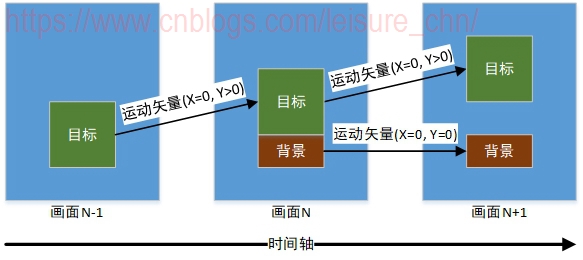 https://www.cnblogs.com/leisure_chn/
运动矢量(X=0, Y>0)
运动矢量(X=0, Y>0)
目标
目标
目标
运动矢量(X=0, Y=0)
背景
背景
画面N-1
画面N
画面N+1
时间轴